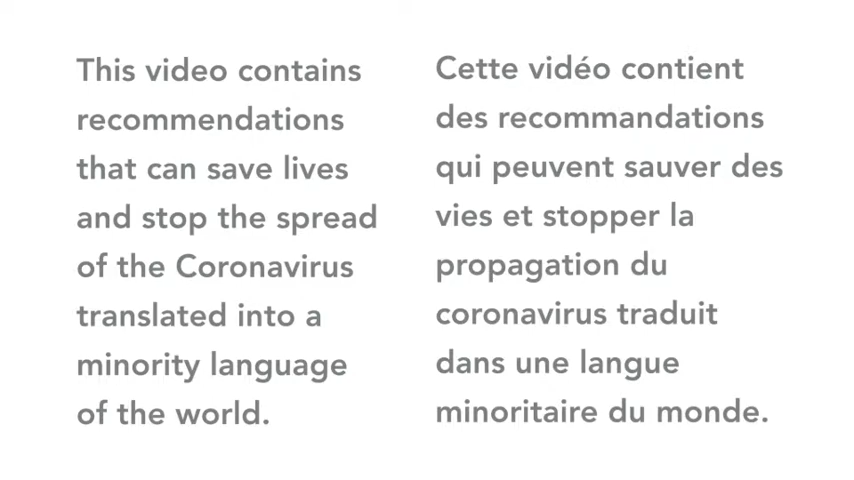 This video contains
recommendations
that can save lives
and stop the spread
of the Coronavirus
translated into a
minority language
of the world.
Cette vidéo contient
des recommandations
qui peuvent sauver des
vies et stopper la
propagation du
coronavirus traduit
dans une langue
minoritaire du monde.